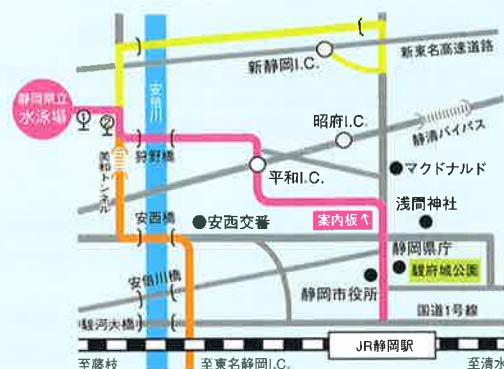 新東名高速道路
新静岡I.C.
静岡県立
水泳場
安倍川
①
②
昭府I.C.
静清バイパス
狩野橋
美和トンネル
平和I.C.
マクドナルド
安西橋
安西交番
案内板
浅間神社
静岡県庁
駿府城公園
安倍川橋
静岡市役所
国道1号線
駿河大橋
JR静岡駅
至藤枝
至東名静岡I.C.
至清水